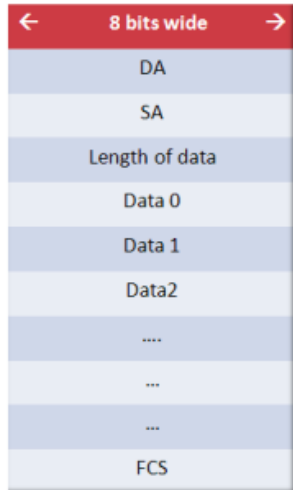 ← 8 bits wide →
DA
SA
Length of data
Data 0
Data 1
Data2
....
...
...
FCS